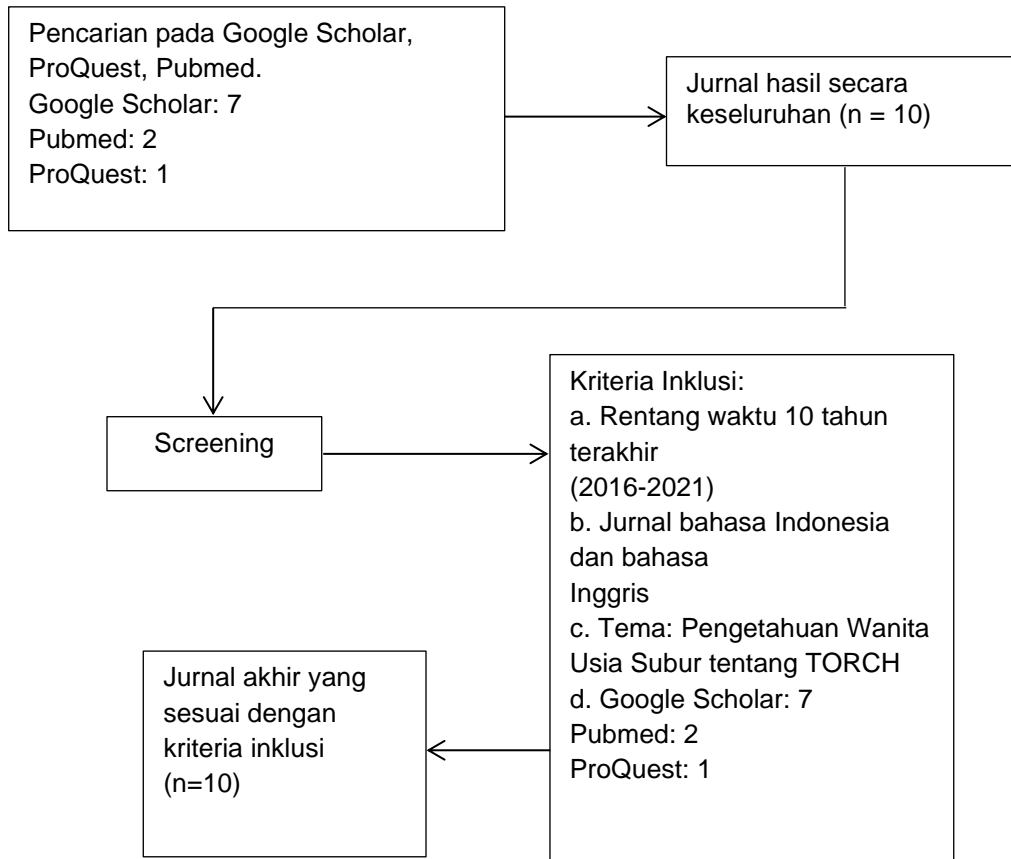 Pencarian pada Google Scholar,
ProQuest, Pubmed.
Google Scholar: 7
Pubmed: 2
ProQuest: 1
Jurnal hasil secara
keseluruhan (n = 10)
Screening
Kriteria Inklusi:
a. Rentang waktu 10 tahun
terakhir
(2016-2021)
b. Jurnal bahasa Indonesia
dan bahasa
Inggris
c. Tema: Pengetahuan Wanita
Usia Subur tentang TORCH
d. Google Scholar: 7
Pubmed: 2
ProQuest: 1
Jurnal akhir yang
sesuai dengan
kriteria inklusi
(n=10)